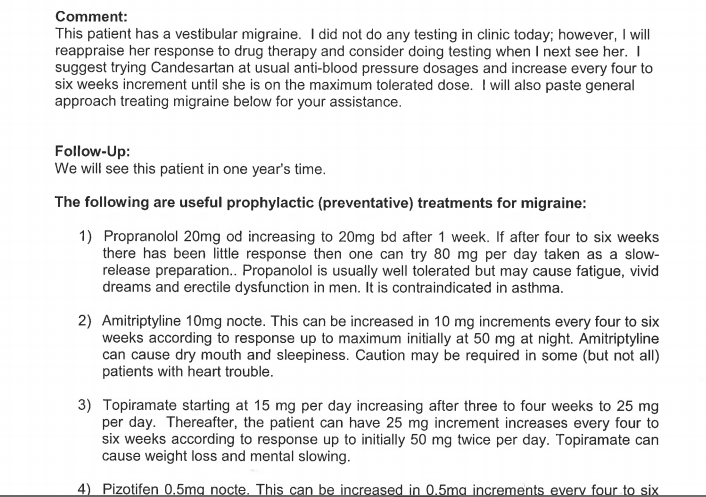 Comment:
This patient has a vestibular migraine. I did not do any testing in clinic today; however, I will
reappraise her response to drug therapy and consider doing testing when I next see her. I
suggest trying Candesartan at usual anti-blood pressure dosages and increase every four to
six weeks increment until she is on the maximum tolerated dose. I will also paste general
approach treating migraine below for your assistance.
Follow-Up:
We will see this patient in one year's time.
The following are useful prophylactic (preventative) treatments for migraine:
1) Propranolol 20mg od increasing to 20mg bd after 1 week. If after four to six weeks
there has been little response then one can try 80 mg per day taken as a slow-
release preparation.. Propanolol is usually well tolerated but may cause fatigue, vivid
dreams and erectile dysfunction in men. It is contraindicated in asthma.
2) Amitriptyline 10mg nocte. This can be increased in 10 mg increments every four to six
weeks according to response up to maximum initially at 50 mg at night. Amitriptyline
can cause dry mouth and sleepiness. Caution may be required in some (but not all)
patients with heart trouble.
3) Topiramate starting at 15 mg per day increasing after three to four weeks to 25 mg
per day. Thereafter, the patient can have 25 mg increment increases every four to
six weeks according to response up to initially 50 mg twice per day. Topiramate can
cause weight loss and mental slowing.
4) Pizotifen 0.5mg nocte. This can be increased in 0.5mg increments every four to six